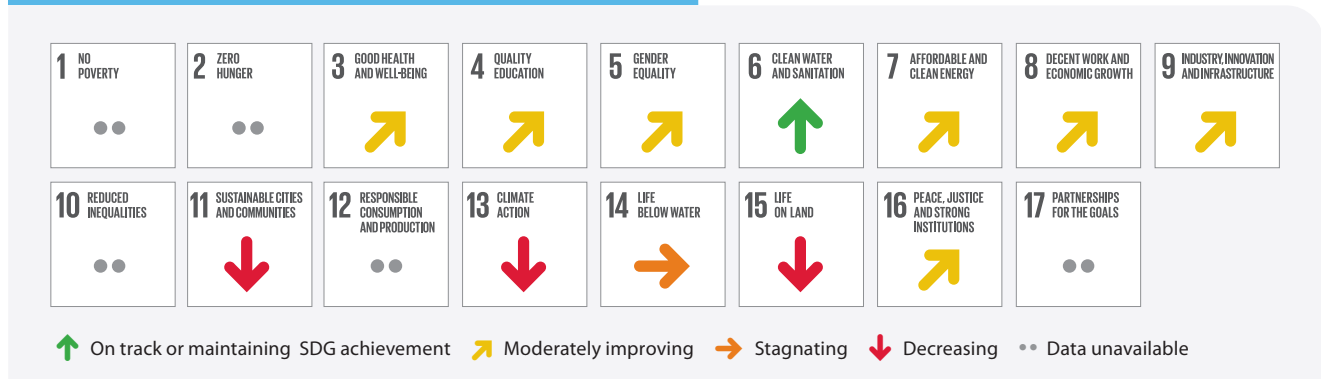 1 NO
POVERTY
2 ZERO
HUNGER
3 GOOD HEALTH
AND WELL-BEING
4 QUALITY
EDUCATION
5 GENDER
EQUALITY
6 CLEAN WATER
AND SANITATION
7 AFFORDABLE AND
CLEAN ENERGY
8 DECENT WORK AND
ECONOMIC GROWTH
9 INDUSTRY, INNOVATION
AND INFRASTRUCTURE
10 REDUCED
INEQUALITIES
11 SUSTAINABLE CITIES
AND COMMUNITIES
12 RESPONSIBLE
CONSUMPTION
AND PRODUCTION
13 CLIMATE
ACTION
14 LIFE
BELOW WATER
15 LIFE
ON LAND
16 PEACE, JUSTICE
AND STRONG
INSTITUTIONS
17 PARTNERSHIPS
FOR THE GOALS
On track or maintaining SDG achievement Moderately improving Stagnating Decreasing Data unavailable